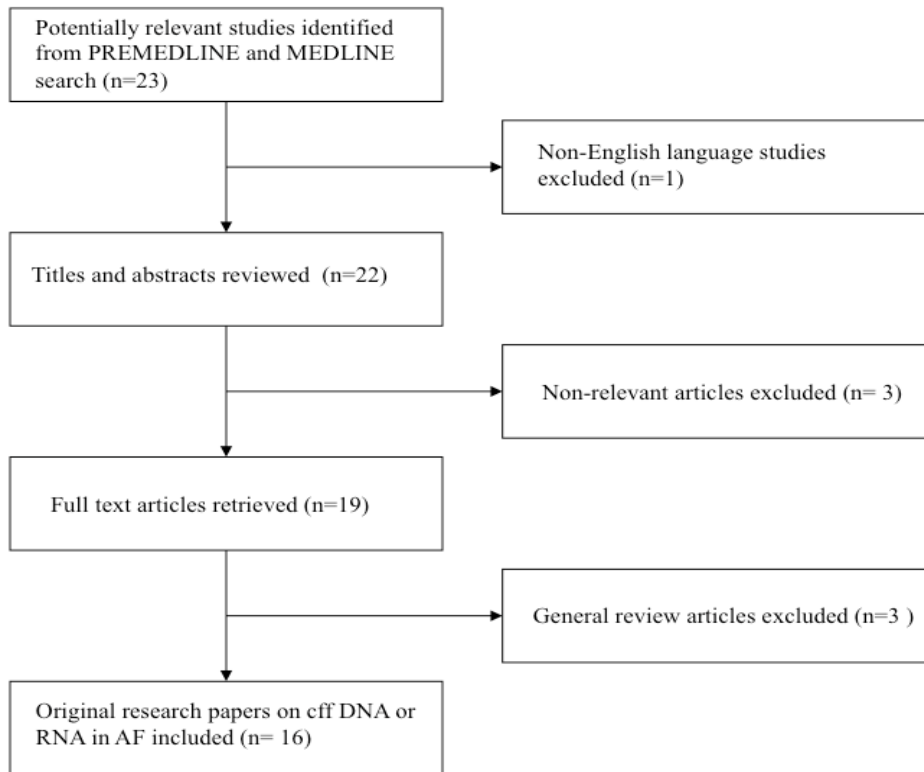 Potentially relevant studies identified
from PREMEDLINE and MEDLINE
search (n=23)
Non-English language studies
excluded (n=1)
Titles and abstracts reviewed (n=22)
Non-relevant articles excluded (n= 3)
Full text articles retrieved (n=19)
General review articles excluded (n=3 )
Original research papers on cff DNA or
RNA in AF included (n= 16)